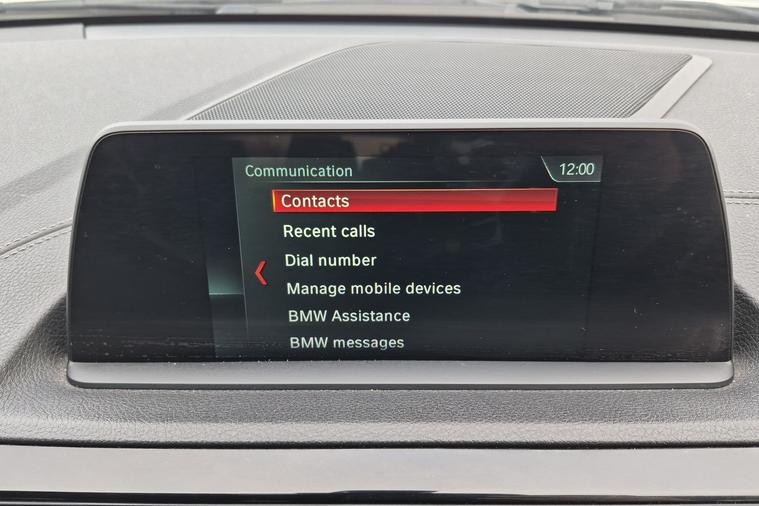 Communication
12:00
Contacts
Recent calls
Dial number
Manage mobile devices
BMW Assistance
BMW messages